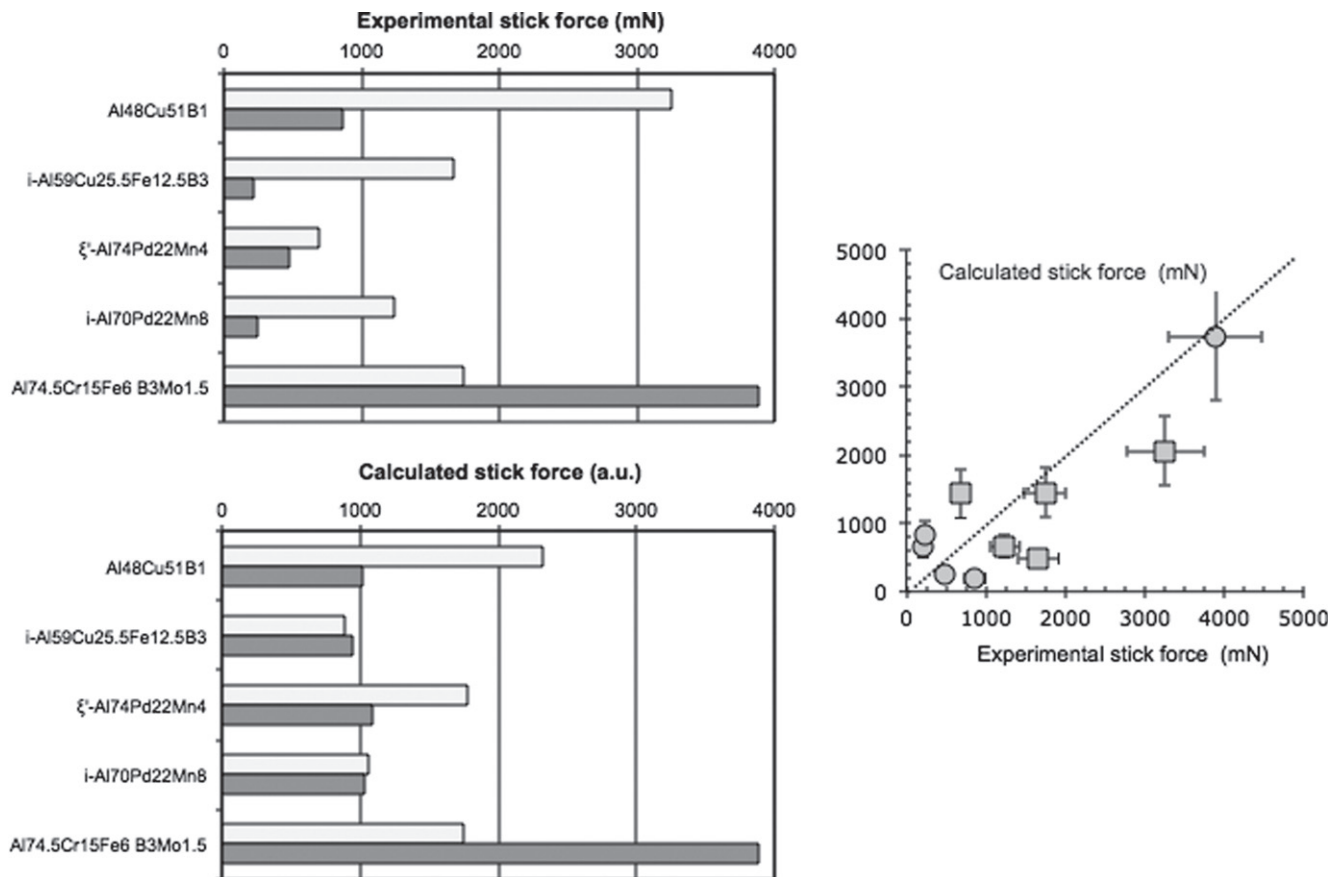 Experimental stick force (mN)
0 1000 2000 3000 4000
Al48Cu51B1
i-Al59Cu25.5Fe12.5B3
ξ'-Al74Pd22Mn4
i-Al70Pd22Mn8
Al74.5Cr15Fe6 B3Mo1.5
Calculated stick force (a.u.)
0 1000 2000 3000 4000
Al48Cu51B1
i-Al59Cu25.5Fe12.5B3
ξ'-Al74Pd22Mn4
i-Al70Pd22Mn8
Al74.5Cr15Fe6 B3Mo1.5
5000
Calculated stick force (mN)
4000
3000
2000
1000
0
0 1000 2000 3000 4000 5000
Experimental stick force (mN)